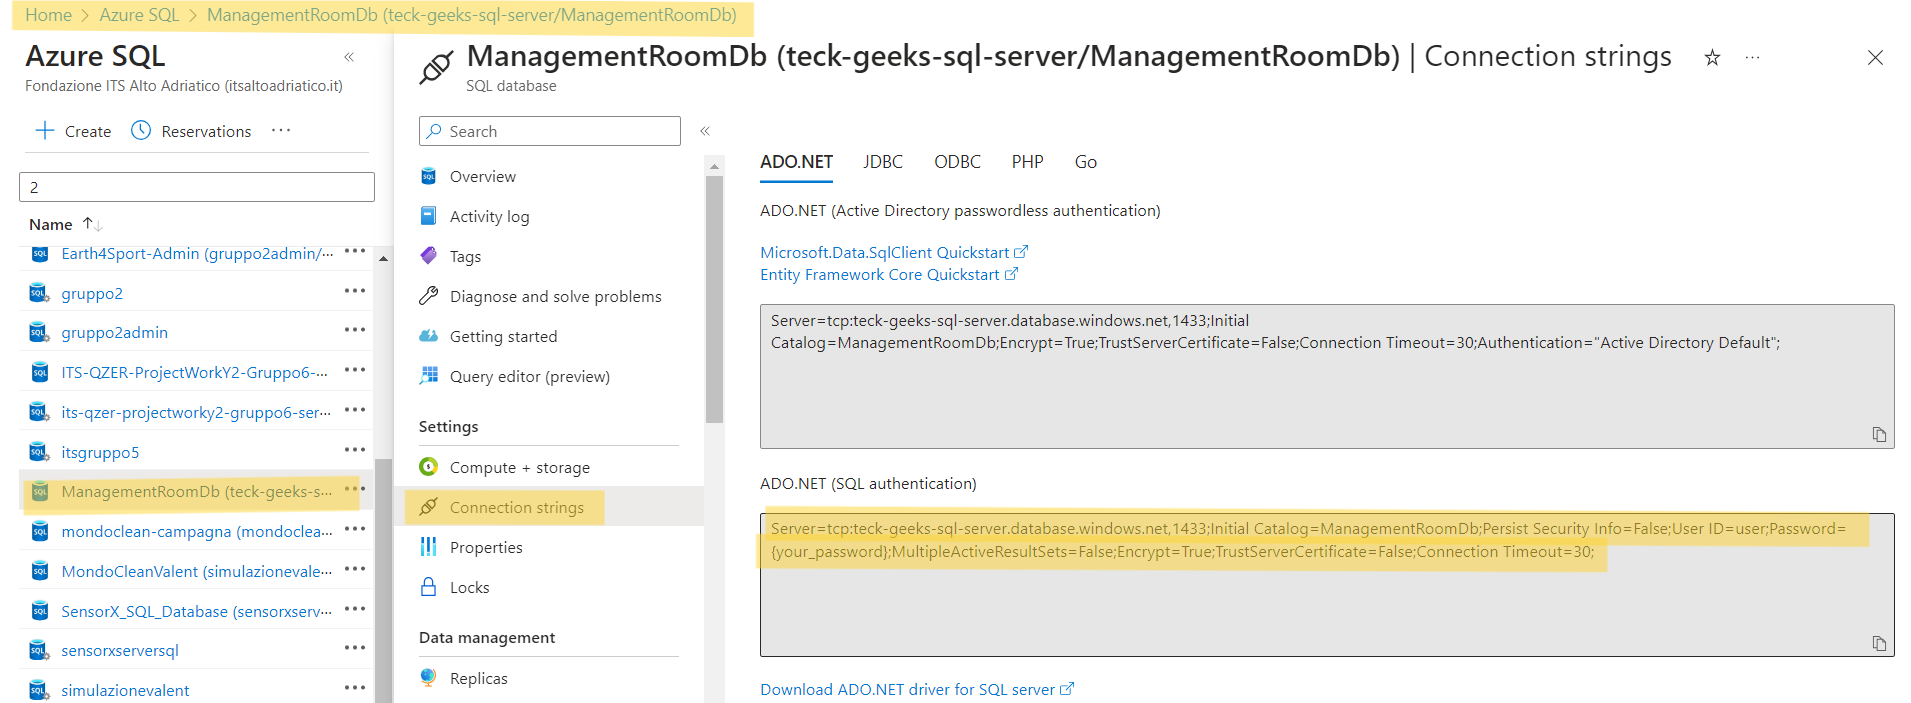 Home > Azure SQL > ManagementRoomDb (teck-geeks-sql-server/ManagementRoomDb)
Azure SQL «
Fondazione ITS Alto Adriatico (itsaltoadriatico.it)
+ Create Reservations ···
2
Name ↑↓
Earth4Sport-Admin (gruppo2admin/··· ···
gruppo2 ···
gruppo2admin ···
ITS-QZER-ProjectWorkY2-Gruppo6-··· ···
its-qzer-projectworky2-gruppo6-ser··· ···
itsgruppo5 ···
ManagementRoomDb (teck-geeks-s··· ···
mondoclean-campagna (mondoclea··· ···
MondoCleanValent (simulazionevale··· ···
SensorX_SQL_Database (sensorxserv··· ···
sensorxserversql ···
simulazionevalent ···
ManagementRoomDb (teck-geeks-sql-server/ManagementRoomDb) | Connection strings ☆ ···
SQL database
Search «
Overview
Activity log
Tags
Diagnose and solve problems
Getting started
Query editor (preview)
Settings
Compute + storage
Connection strings
Properties
Locks
Data management
Replicas
ADO.NET JDBC ODBC PHP Go
ADO.NET (Active Directory passwordless authentication)
Microsoft.Data.SqlClient Quickstart
Entity Framework Core Quickstart
Server=tcp:teck-geeks-sql-server.database.windows.net,1433;Initial
Catalog=ManagementRoomDb;Encrypt=True;TrustServerCertificate=False;Connection Timeout=30;Authentication="Active Directory Default";
ADO.NET (SQL authentication)
Server=tcp:teck-geeks-sql-server.database.windows.net,1433;Initial Catalog=ManagementRoomDb;Persist Security Info=False;User ID=user;Password=
{your_password};MultipleActiveResultSets=False;Encrypt=True;TrustServerCertificate=False;Connection Timeout=30;
Download ADO.NET driver for SQL server